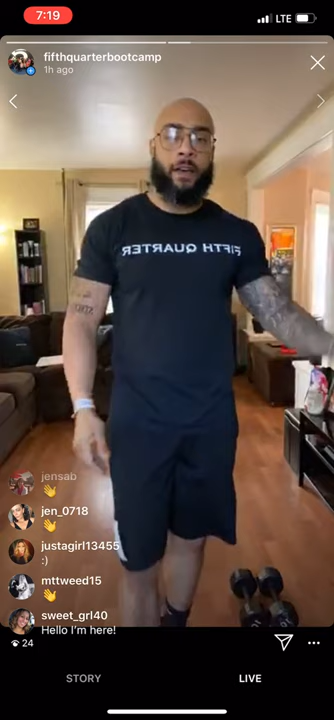 7:19
LTE
fifthquarterbootcamp
1h ago
FIFTH QUARTER
jensab
👋
jen_0718
👋
justagirl13455
:)
mttweed15
👋
sweet_grl40
Hello I'm here!
24
STORY LIVE